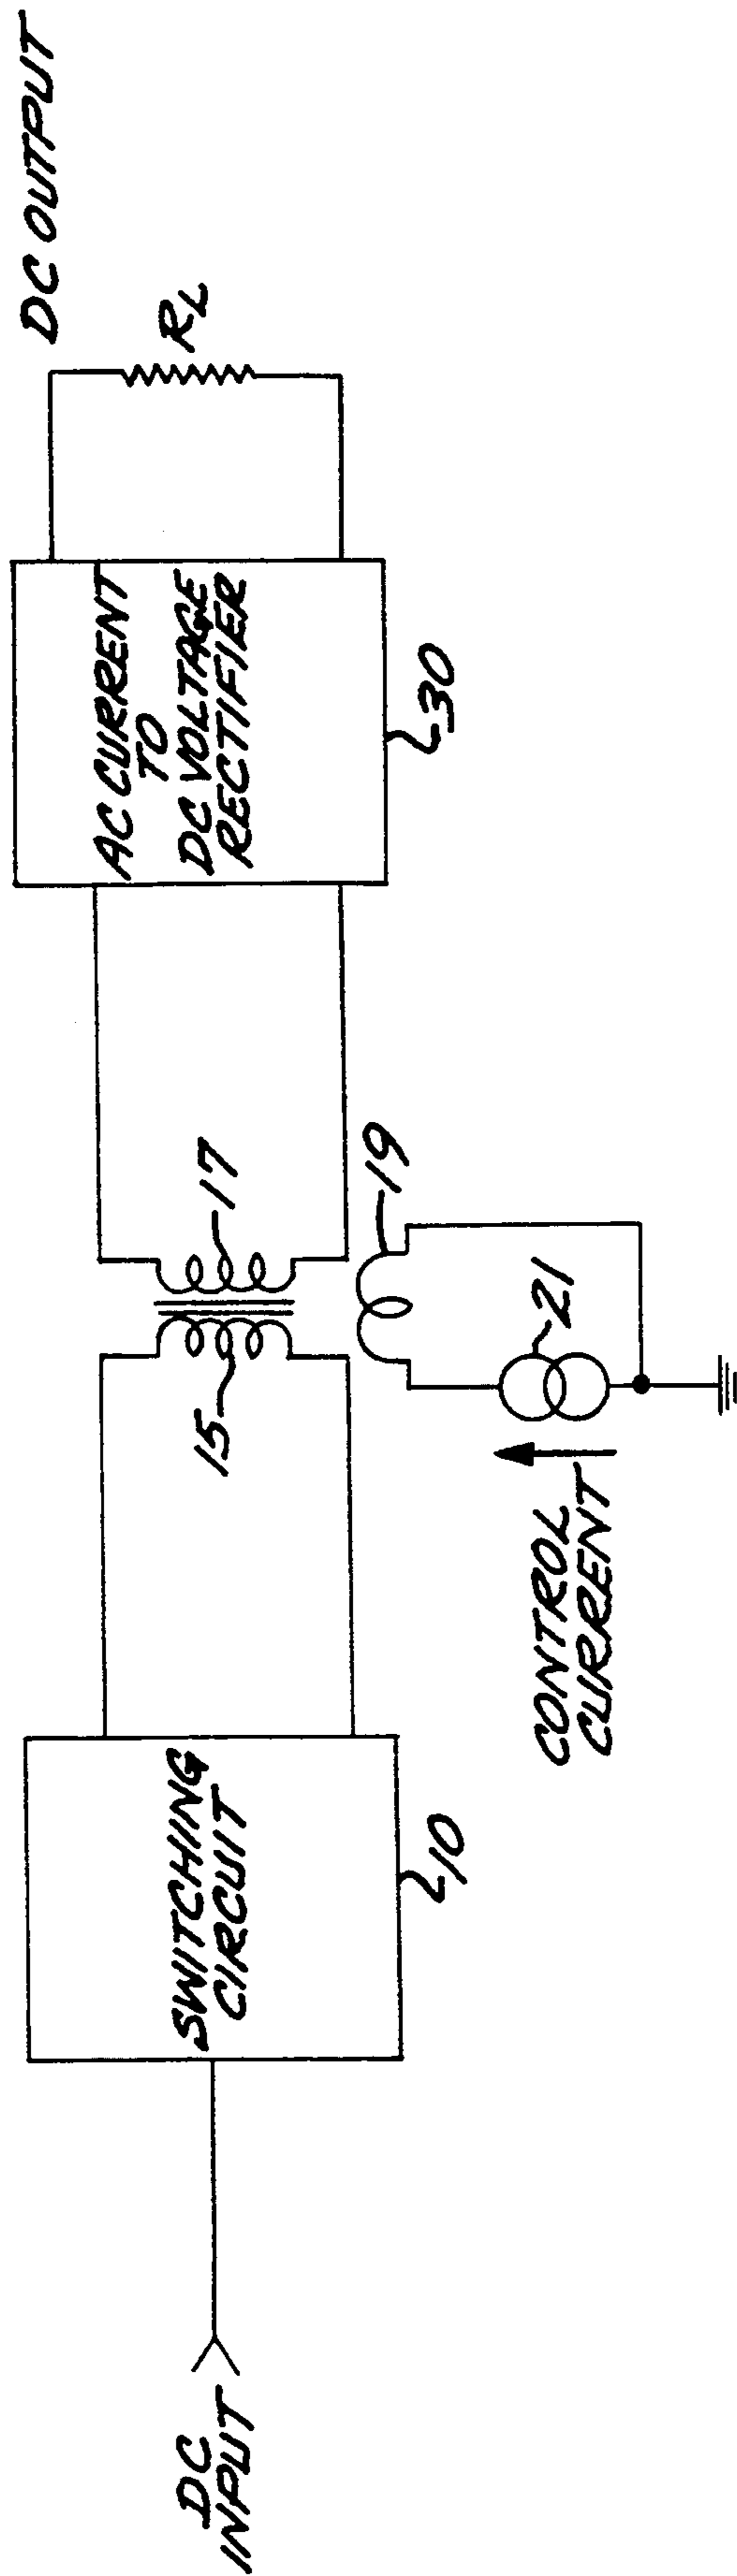 DC
INPUT
SWITCHING
CIRCUIT
10
15
17
19
21
CONTROL
CURRENT
AC CURRENT
TO
DC VOLTAGE
RECTIFIER
30
RL
DC OUTPUT